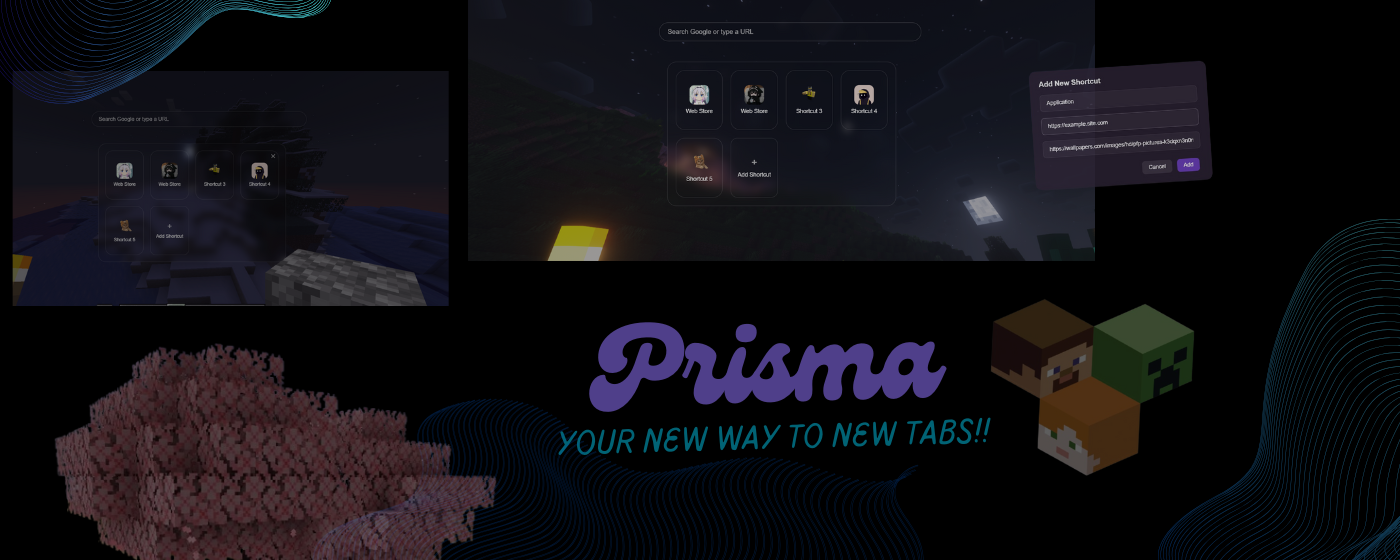 Search Google or type a URL
Web Store
Web Store
Shortcut 3
Shortcut 4
Shortcut 5
+
Add Shortcut
Search Google or type a URL
Web Store
Web Store
Shortcut 3
Shortcut 4
Shortcut 5
+
Add Shortcut
Add New Shortcut
Application
https://example.site.com
Cancel
Add
Prisma
YOUR NEW WAY TO NEW TABS!!